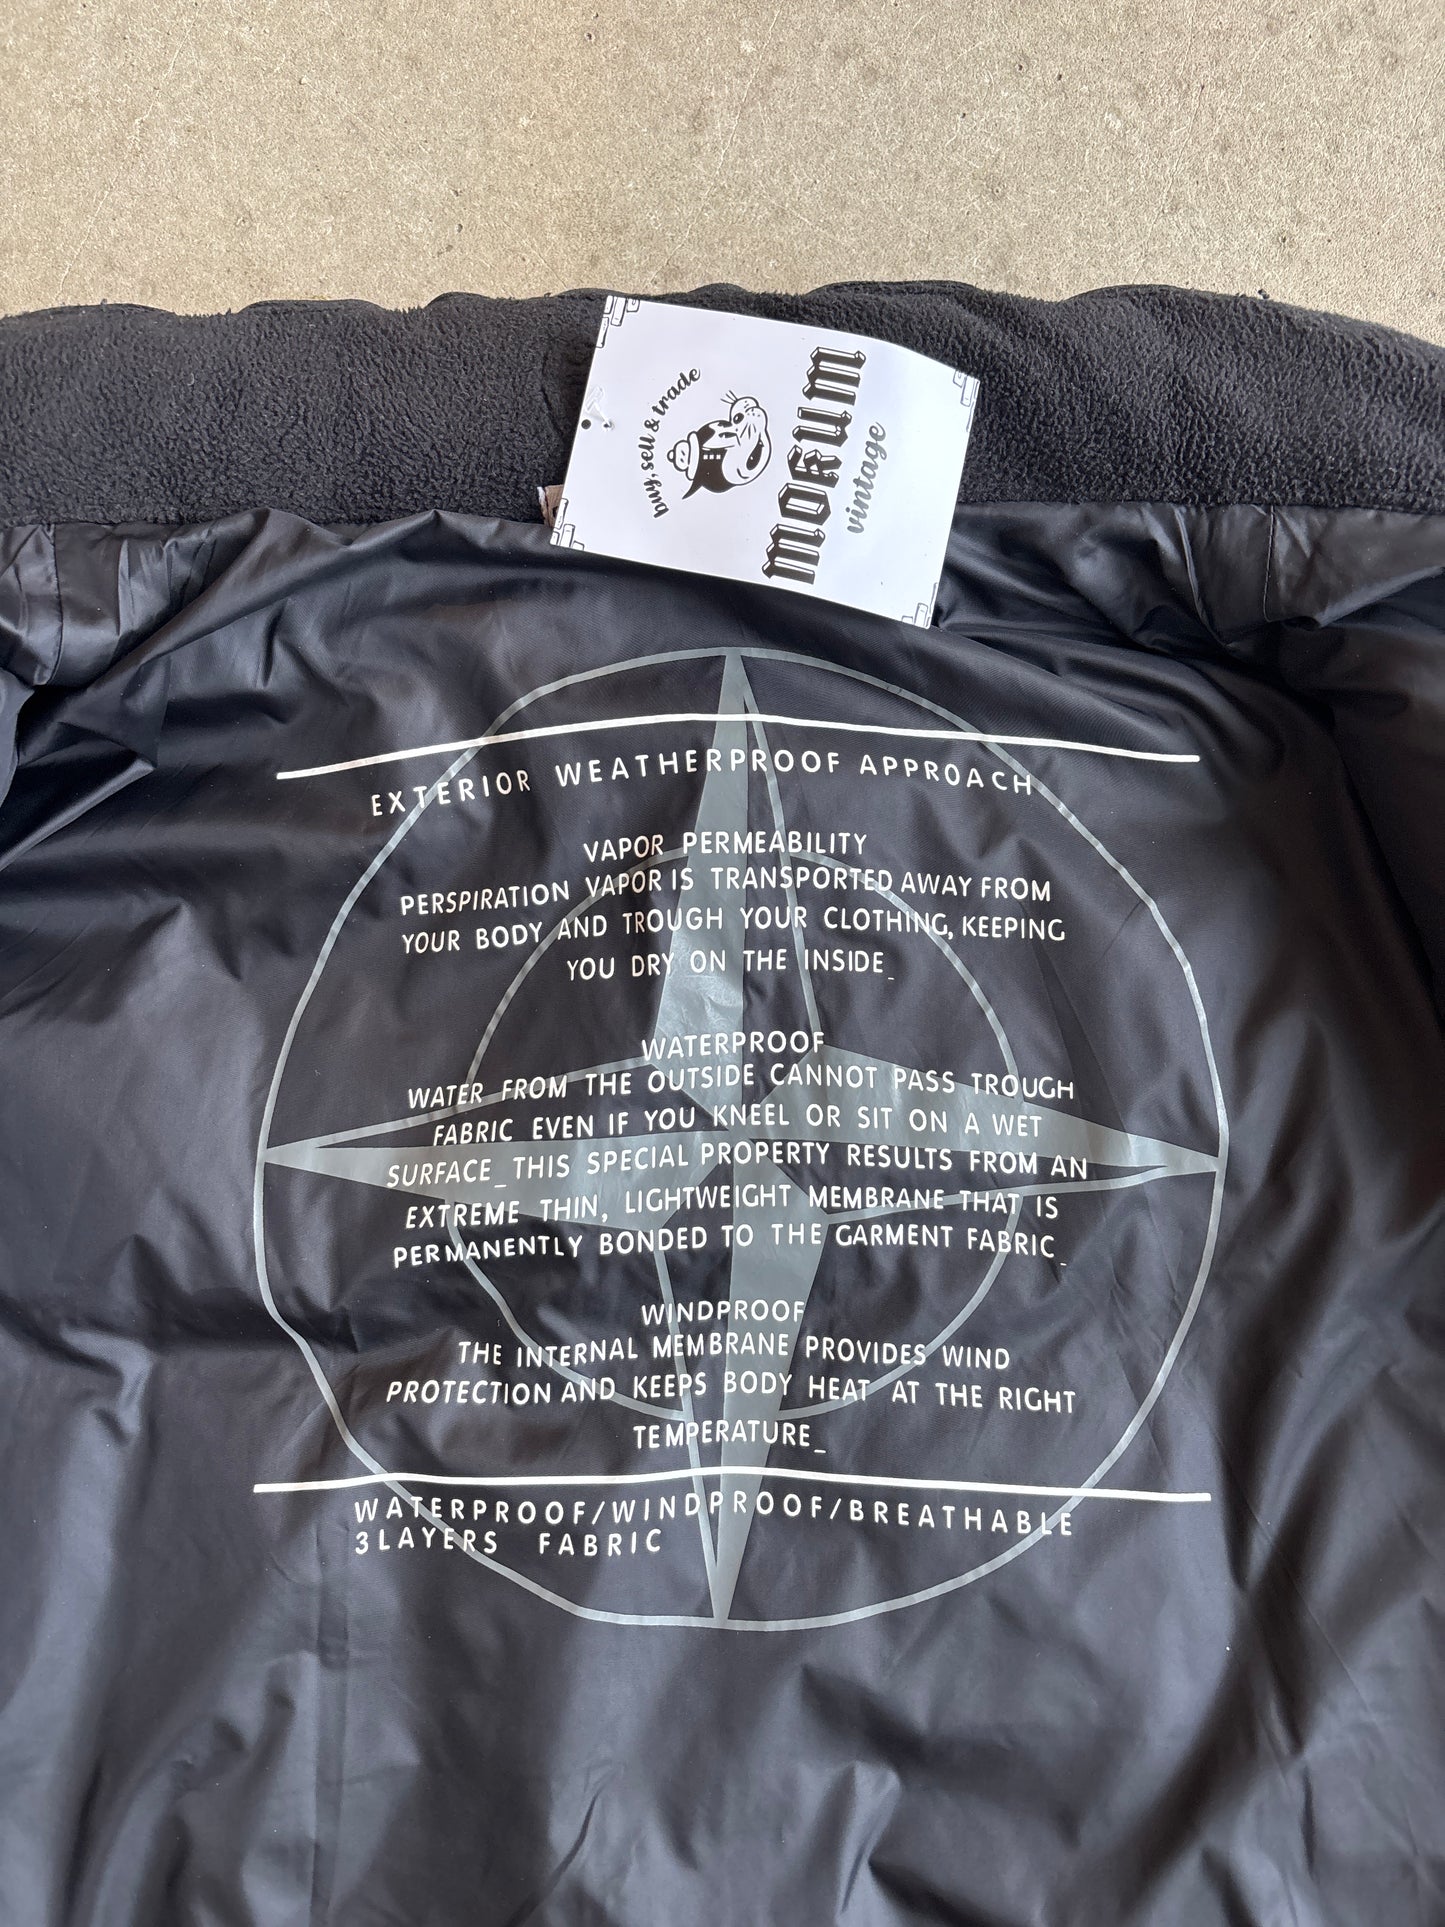 buy, sell & trade
MORUM
vintage
EXTERIOR WEATHERPROOF APPROACH
VAPOR PERMEABILITY
PERSPIRATION VAPOR IS TRANSPORTED AWAY FROM
YOUR BODY AND TROUGH YOUR CLOTHING, KEEPING
YOU DRY ON THE INSIDE_
WATERPROOF
WATER FROM THE OUTSIDE CANNOT PASS TROUGH
FABRIC EVEN IF YOU KNEEL OR SIT ON A WET
SURFACE_THIS SPECIAL PROPERTY RESULTS FROM AN
EXTREME THIN, LIGHTWEIGHT MEMBRANE THAT IS
PERMANENTLY BONDED TO THE GARMENT FABRIC_
WINDPROOF
THE INTERNAL MEMBRANE PROVIDES WIND
PROTECTION AND KEEPS BODY HEAT AT THE RIGHT
TEMPERATURE_
WATERPROOF/WINDPROOF/BREATHABLE
3LAYERS FABRIC